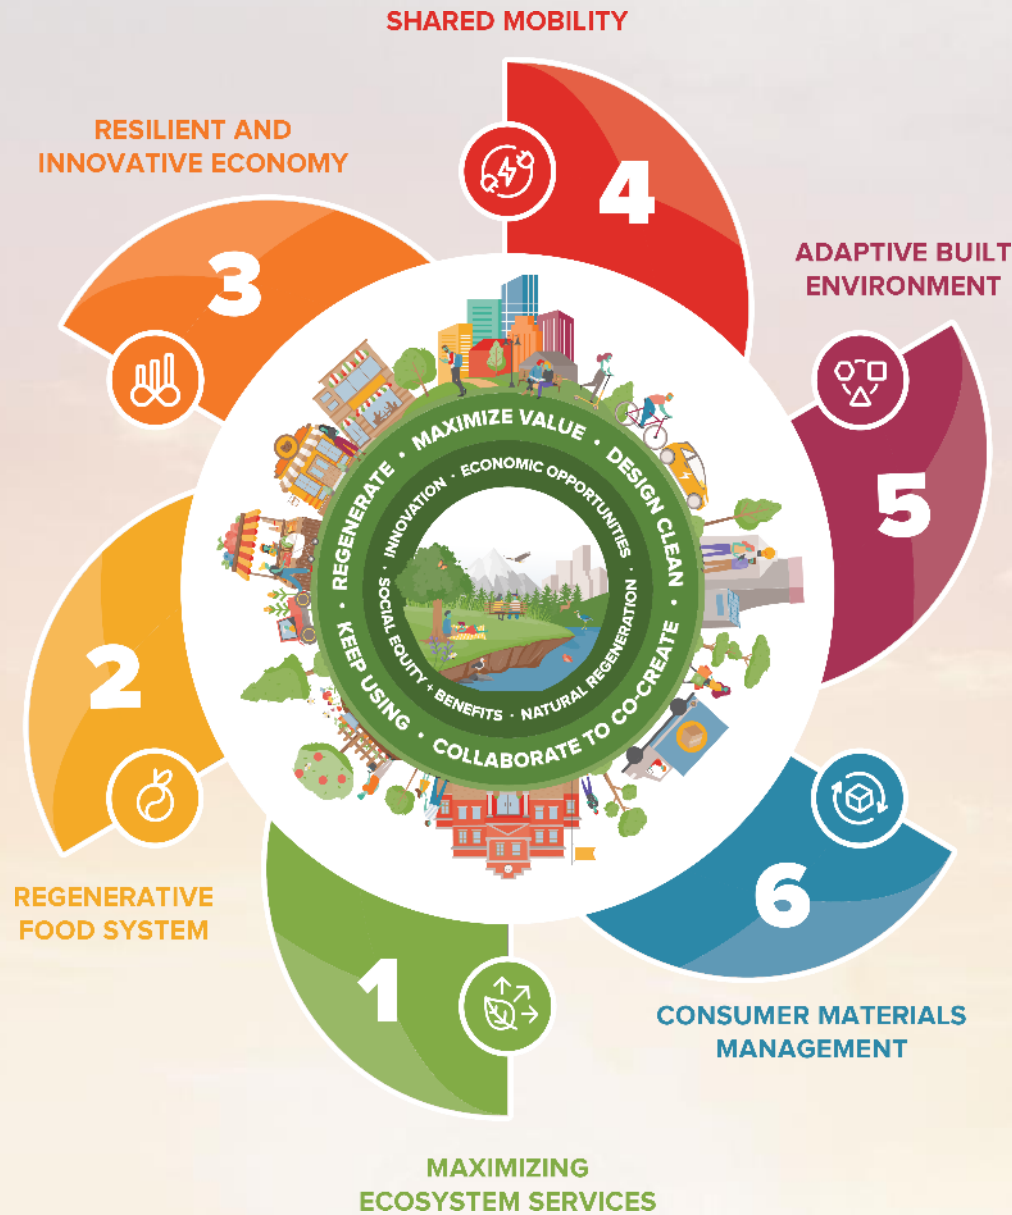 SHARED MOBILITY
4
RESILIENT AND
INNOVATIVE ECONOMY
3
ADAPTIVE BUILT
ENVIRONMENT
5
2
REGENERATIVE
FOOD SYSTEM
6
CONSUMER MATERIALS
MANAGEMENT
1
MAXIMIZING
ECOSYSTEM SERVICES
REGENERATE • MAXIMIZE VALUE • DESIGN CLEAN • COLLABORATE TO CO-CREATE • KEEP USING •
INNOVATION · ECONOMIC OPPORTUNITIES · NATURAL REGENERATION · SOCIAL EQUITY + BENEFITS ·